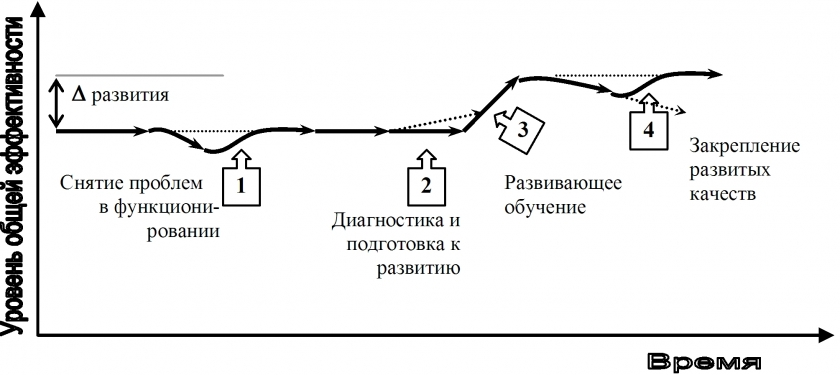 Уровень общей эффективности
Δ развития
Снятие проблем
в функциони-
ровании
1
2
Диагностика и
подготовка к
развитию
3
Развивающее
обучение
4
Закрепление
развитых
качеств
Время